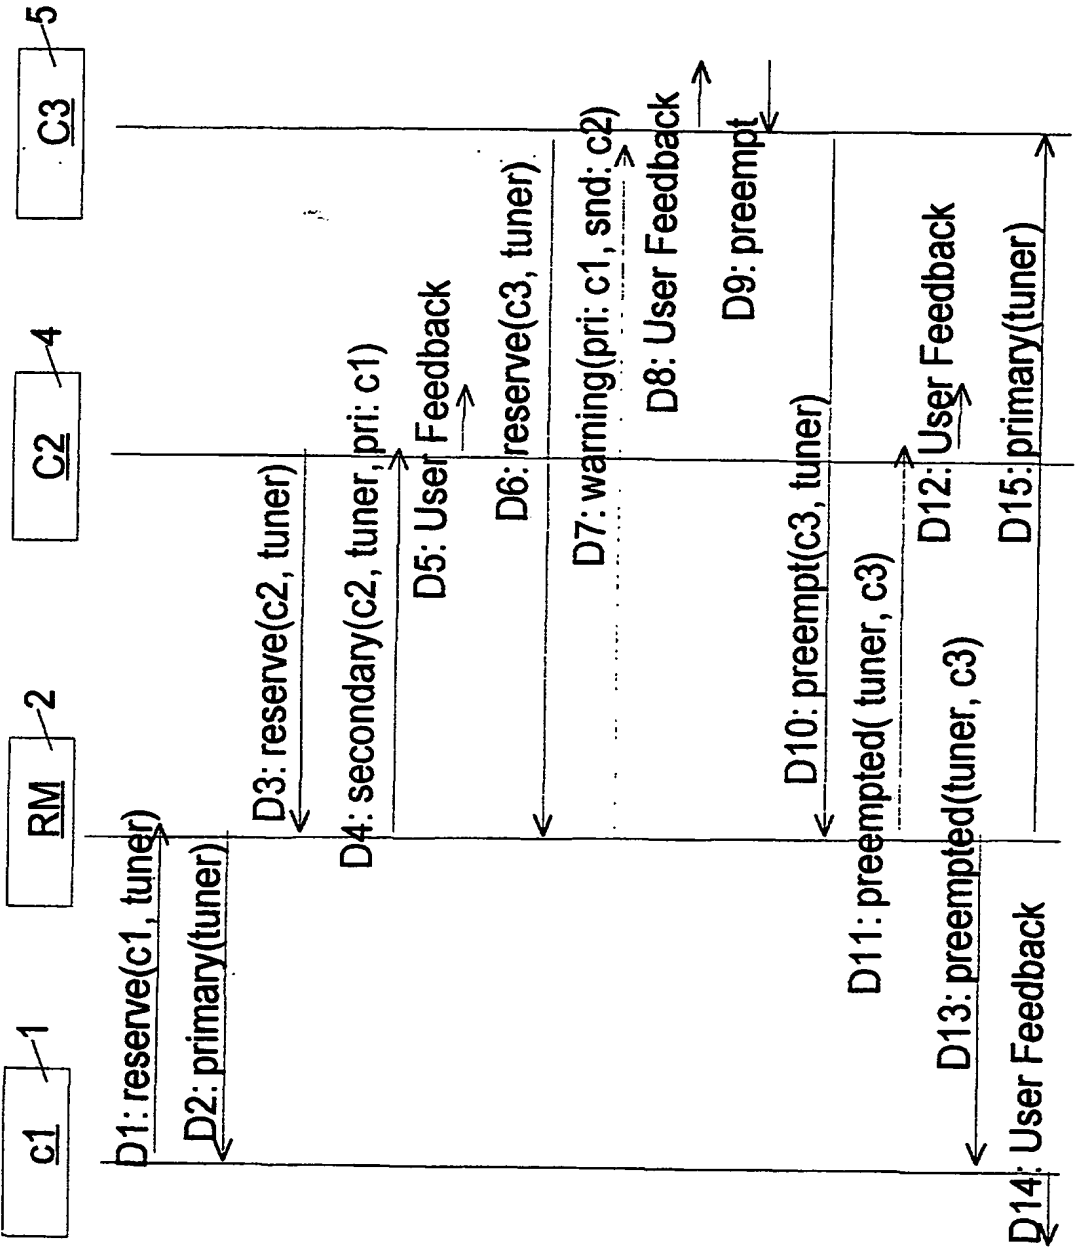 c1
1
RM
2
C2
4
C3
5
D1: reserve(c1, tuner)
D2: primary(tuner)
D3: reserve(c2, tuner)
D4: secondary(c2, tuner, pri: c1)
D5: User Feedback
D6: reserve(c3, tuner)
D7: warning(pri: c1, snd: c2)
D8: User Feedback
D9: preempt
D10: preempt(c3, tuner)
D11: preempted( tuner, c3)
D12: User Feedback
D13: preempted(tuner, c3)
D14: User Feedback
D15: primary(tuner)